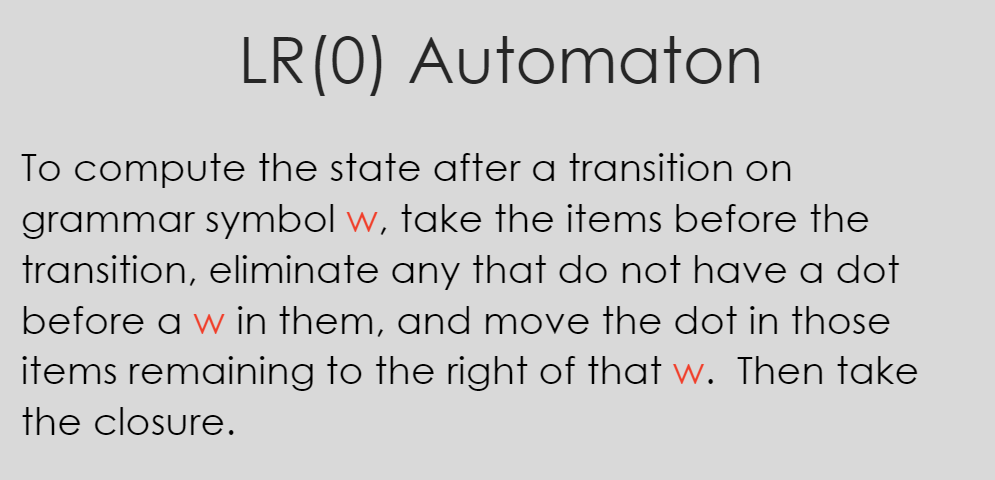 LR(0) Automaton
To compute the state after a transition on
grammar symbol w, take the items before the
transition, eliminate any that do not have a dot
before a w in them, and move the dot in those
items remaining to the right of that w.  Then take
the closure.